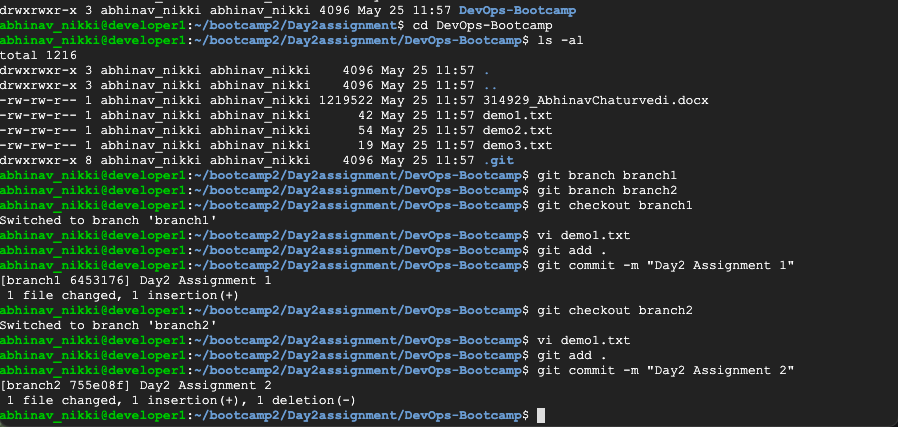 drwxrwxr-x 3 abhinav_nikki abhinav_nikki 4096 May 25 11:57 DevOps-Bootcamp
abhinav_nikki@developer1:~/bootcamp2/Day2assignment$ cd DevOps-Bootcamp
abhinav_nikki@developer1:~/bootcamp2/Day2assignment/DevOps-Bootcamp$ ls -al
total 1216
drwxrwxr-x 3 abhinav_nikki abhinav_nikki    4096 May 25 11:57 .
drwxrwxr-x 3 abhinav_nikki abhinav_nikki    4096 May 25 11:57 ..
-rw-rw-r-- 1 abhinav_nikki abhinav_nikki 1219522 May 25 11:57 314929_AbhinavChaturvedi.docx
-rw-rw-r-- 1 abhinav_nikki abhinav_nikki      42 May 25 11:57 demo1.txt
-rw-rw-r-- 1 abhinav_nikki abhinav_nikki      54 May 25 11:57 demo2.txt
-rw-rw-r-- 1 abhinav_nikki abhinav_nikki      19 May 25 11:57 demo3.txt
drwxrwxr-x 8 abhinav_nikki abhinav_nikki    4096 May 25 11:57 .git
abhinav_nikki@developer1:~/bootcamp2/Day2assignment/DevOps-Bootcamp$ git branch branch1
abhinav_nikki@developer1:~/bootcamp2/Day2assignment/DevOps-Bootcamp$ git branch branch2
abhinav_nikki@developer1:~/bootcamp2/Day2assignment/DevOps-Bootcamp$ git checkout branch1
Switched to branch 'branch1'
abhinav_nikki@developer1:~/bootcamp2/Day2assignment/DevOps-Bootcamp$ vi demo1.txt
abhinav_nikki@developer1:~/bootcamp2/Day2assignment/DevOps-Bootcamp$ git add .
abhinav_nikki@developer1:~/bootcamp2/Day2assignment/DevOps-Bootcamp$ git commit -m "Day2 Assignment 1"
[branch1 6453176] Day2 Assignment 1
 1 file changed, 1 insertion(+)
abhinav_nikki@developer1:~/bootcamp2/Day2assignment/DevOps-Bootcamp$ git checkout branch2
Switched to branch 'branch2'
abhinav_nikki@developer1:~/bootcamp2/Day2assignment/DevOps-Bootcamp$ vi demo1.txt
abhinav_nikki@developer1:~/bootcamp2/Day2assignment/DevOps-Bootcamp$ git add .
abhinav_nikki@developer1:~/bootcamp2/Day2assignment/DevOps-Bootcamp$ git commit -m "Day2 Assignment 2"
[branch2 755e08f] Day2 Assignment 2
 1 file changed, 1 insertion(+), 1 deletion(-)
abhinav_nikki@developer1:~/bootcamp2/Day2assignment/DevOps-Bootcamp$